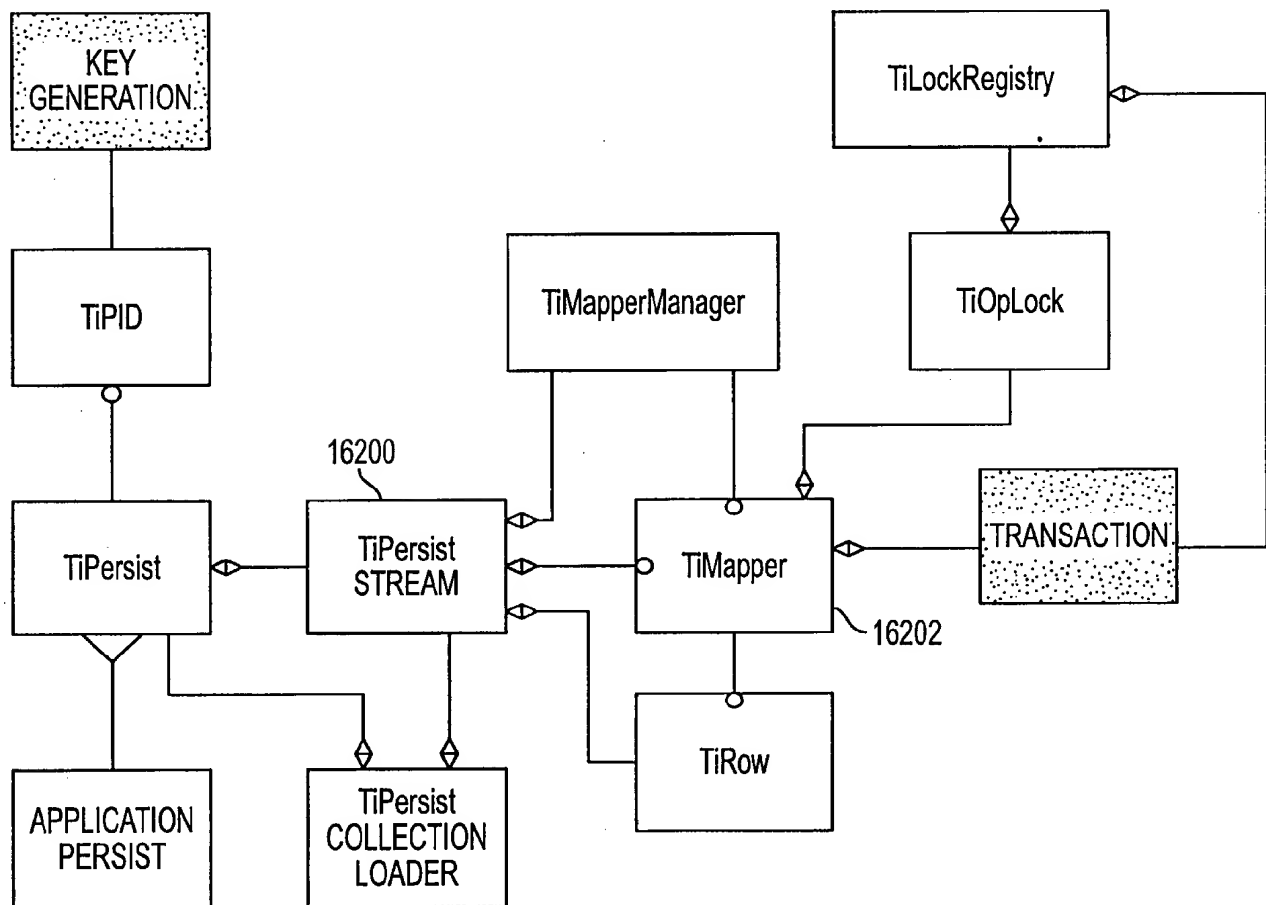 KEY
GENERATION
TiLockRegistry
TiPID
TiMapperManager
TiOpLock
16200
TiPersist
TiPersist
STREAM
TiMapper
TRANSACTION
16202
APPLICATION
PERSIST
TiPersist
COLLECTION
LOADER
TiRow